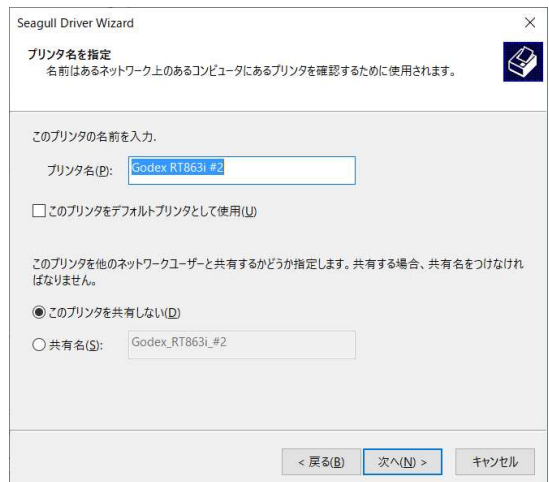 Seagull Driver Wizard
プリンタ名を指定
名前はあるネットワーク上のあるコンピュータにあるプリンタを確認するために使用されます。
このプリンタの名前を入力.
プリンタ名(P): Godex RT863i #2
このプリンタをデフォルトプリンタとして使用(U)
このプリンタを他のネットワークユーザーと共有するかどうか指定します。共有する場合、共有名をつけなけれ
ばなりません。
このプリンタを共有しない(D)
共有名(S): Godex_RT863i_#2
< 戻る(B) 次へ(N) > キャンセル